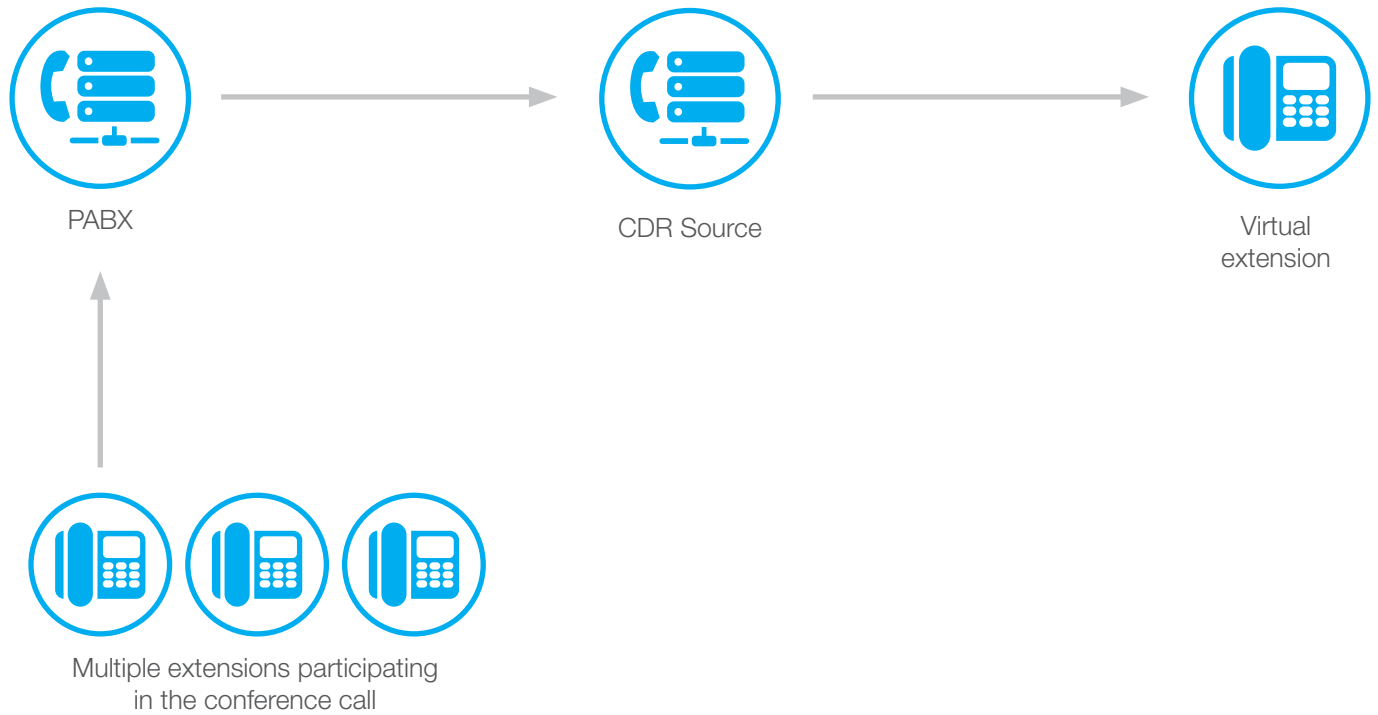 PABX
CDR Source
Virtual
extension
Multiple extensions participating
in the conference call